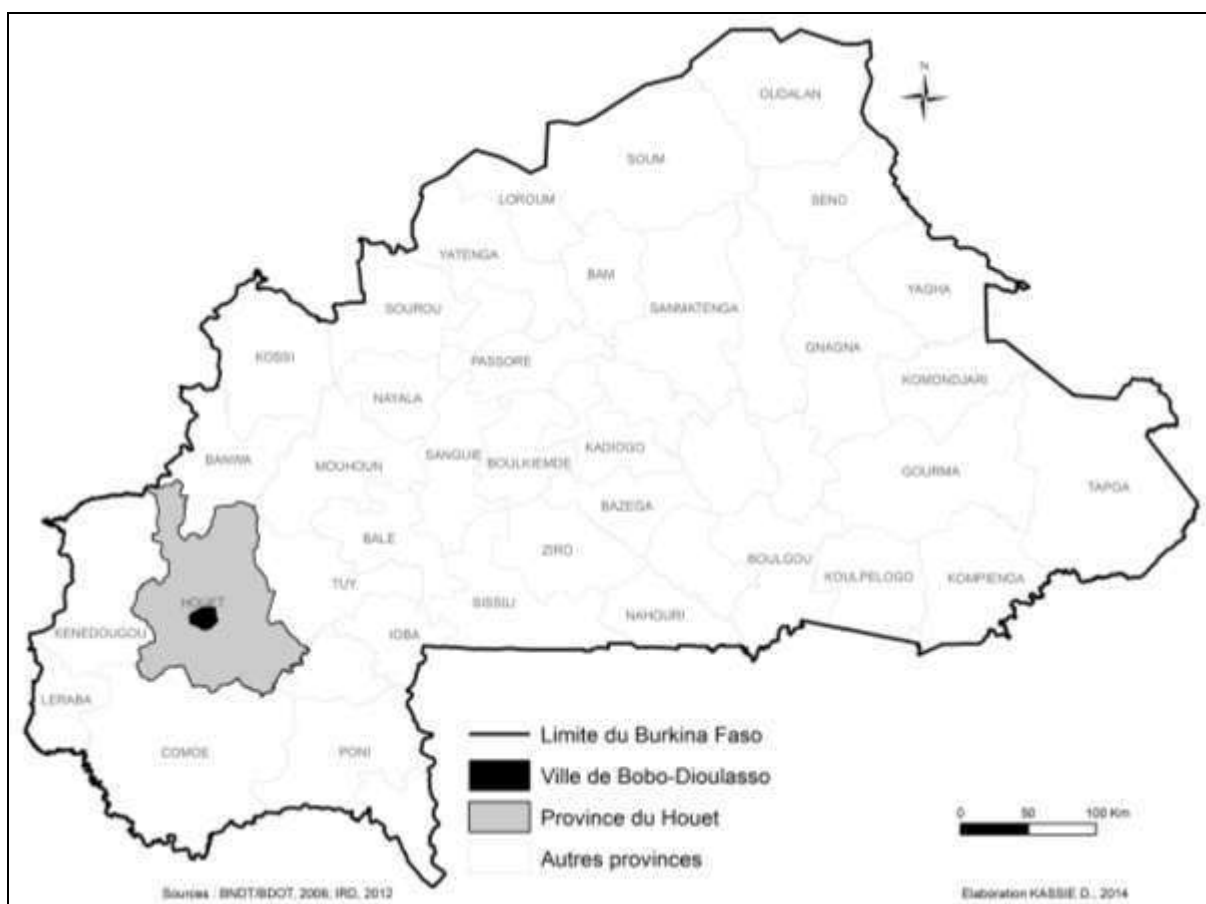 N
OUDALAN
SOUM
LOROUM
SENO
YATENGA
BAM
YAGHA
SOUROU
SANMATENGA
GNAGNA
KOSSI
PASSORE
KOMONDJARI
NAYALA
BANWA
MOUHOUN
SANGUIE
BOULKIEMDE
KADIOGO
GOURMA
TAPOA
BAZEGA
BALE
ZIRO
BOULGOU
KOULPELOGO
KOMPIENGA
TUY
HOUET
SISSILI
NAHOURI
KENEDOUGOU
IOBA
LERABA
COMOE
PONI
Limite du Burkina Faso
Ville de Bobo-Dioulasso
Province du Houet
Autres provinces
0 50 100 Km
Sources : BNDT/BDOT, 2006; IRD, 2012
Elaboration KASSIE D., 2014